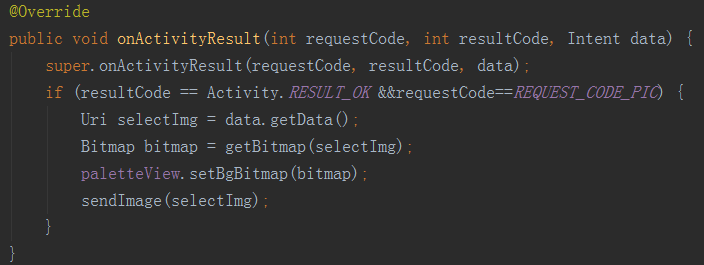 @Override
public void onActivityResult(int requestCode, int resultCode, Intent data) {
    super.onActivityResult(requestCode, resultCode, data);
    if (resultCode == Activity.RESULT_OK &&requestCode==REQUEST_CODE_PIC) {
        Uri selectImg = data.getData();
        Bitmap bitmap = getBitmap(selectImg);
        paletteView.setBgBitmap(bitmap);
        sendImage(selectImg);
    }
}